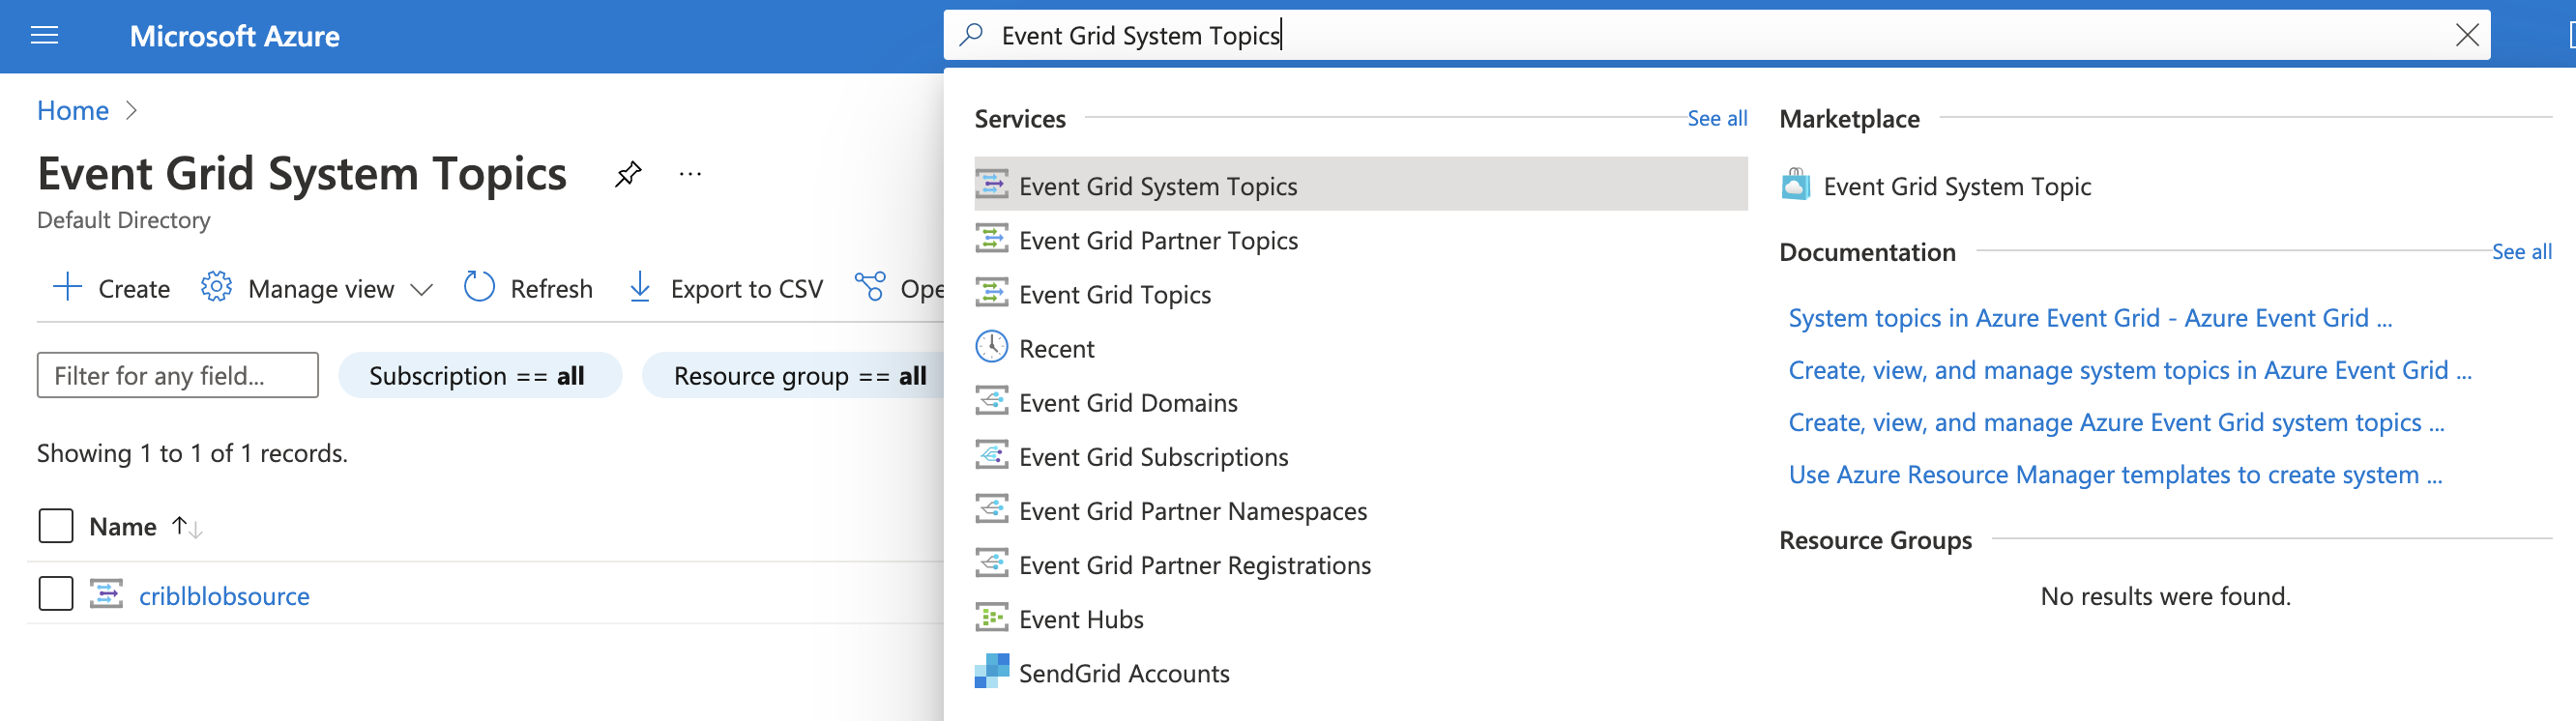 Microsoft Azure
Event Grid System Topics
Home
Event Grid System Topics
Default Directory
Create
Manage view
Refresh
Export to CSV
Filter for any field...
Subscription == all
Resource group == all
Showing 1 to 1 of 1 records.
Name
criblblobsource
Services
See all
Event Grid System Topics
Event Grid Partner Topics
Event Grid Topics
Recent
Event Grid Domains
Event Grid Subscriptions
Event Grid Partner Namespaces
Event Grid Partner Registrations
Event Hubs
SendGrid Accounts
Marketplace
Event Grid System Topic
Documentation
See all
System topics in Azure Event Grid - Azure Event Grid ...
Create, view, and manage system topics in Azure Event Grid ...
Create, view, and manage Azure Event Grid system topics ...
Use Azure Resource Manager templates to create system ...
Resource Groups
No results were found.